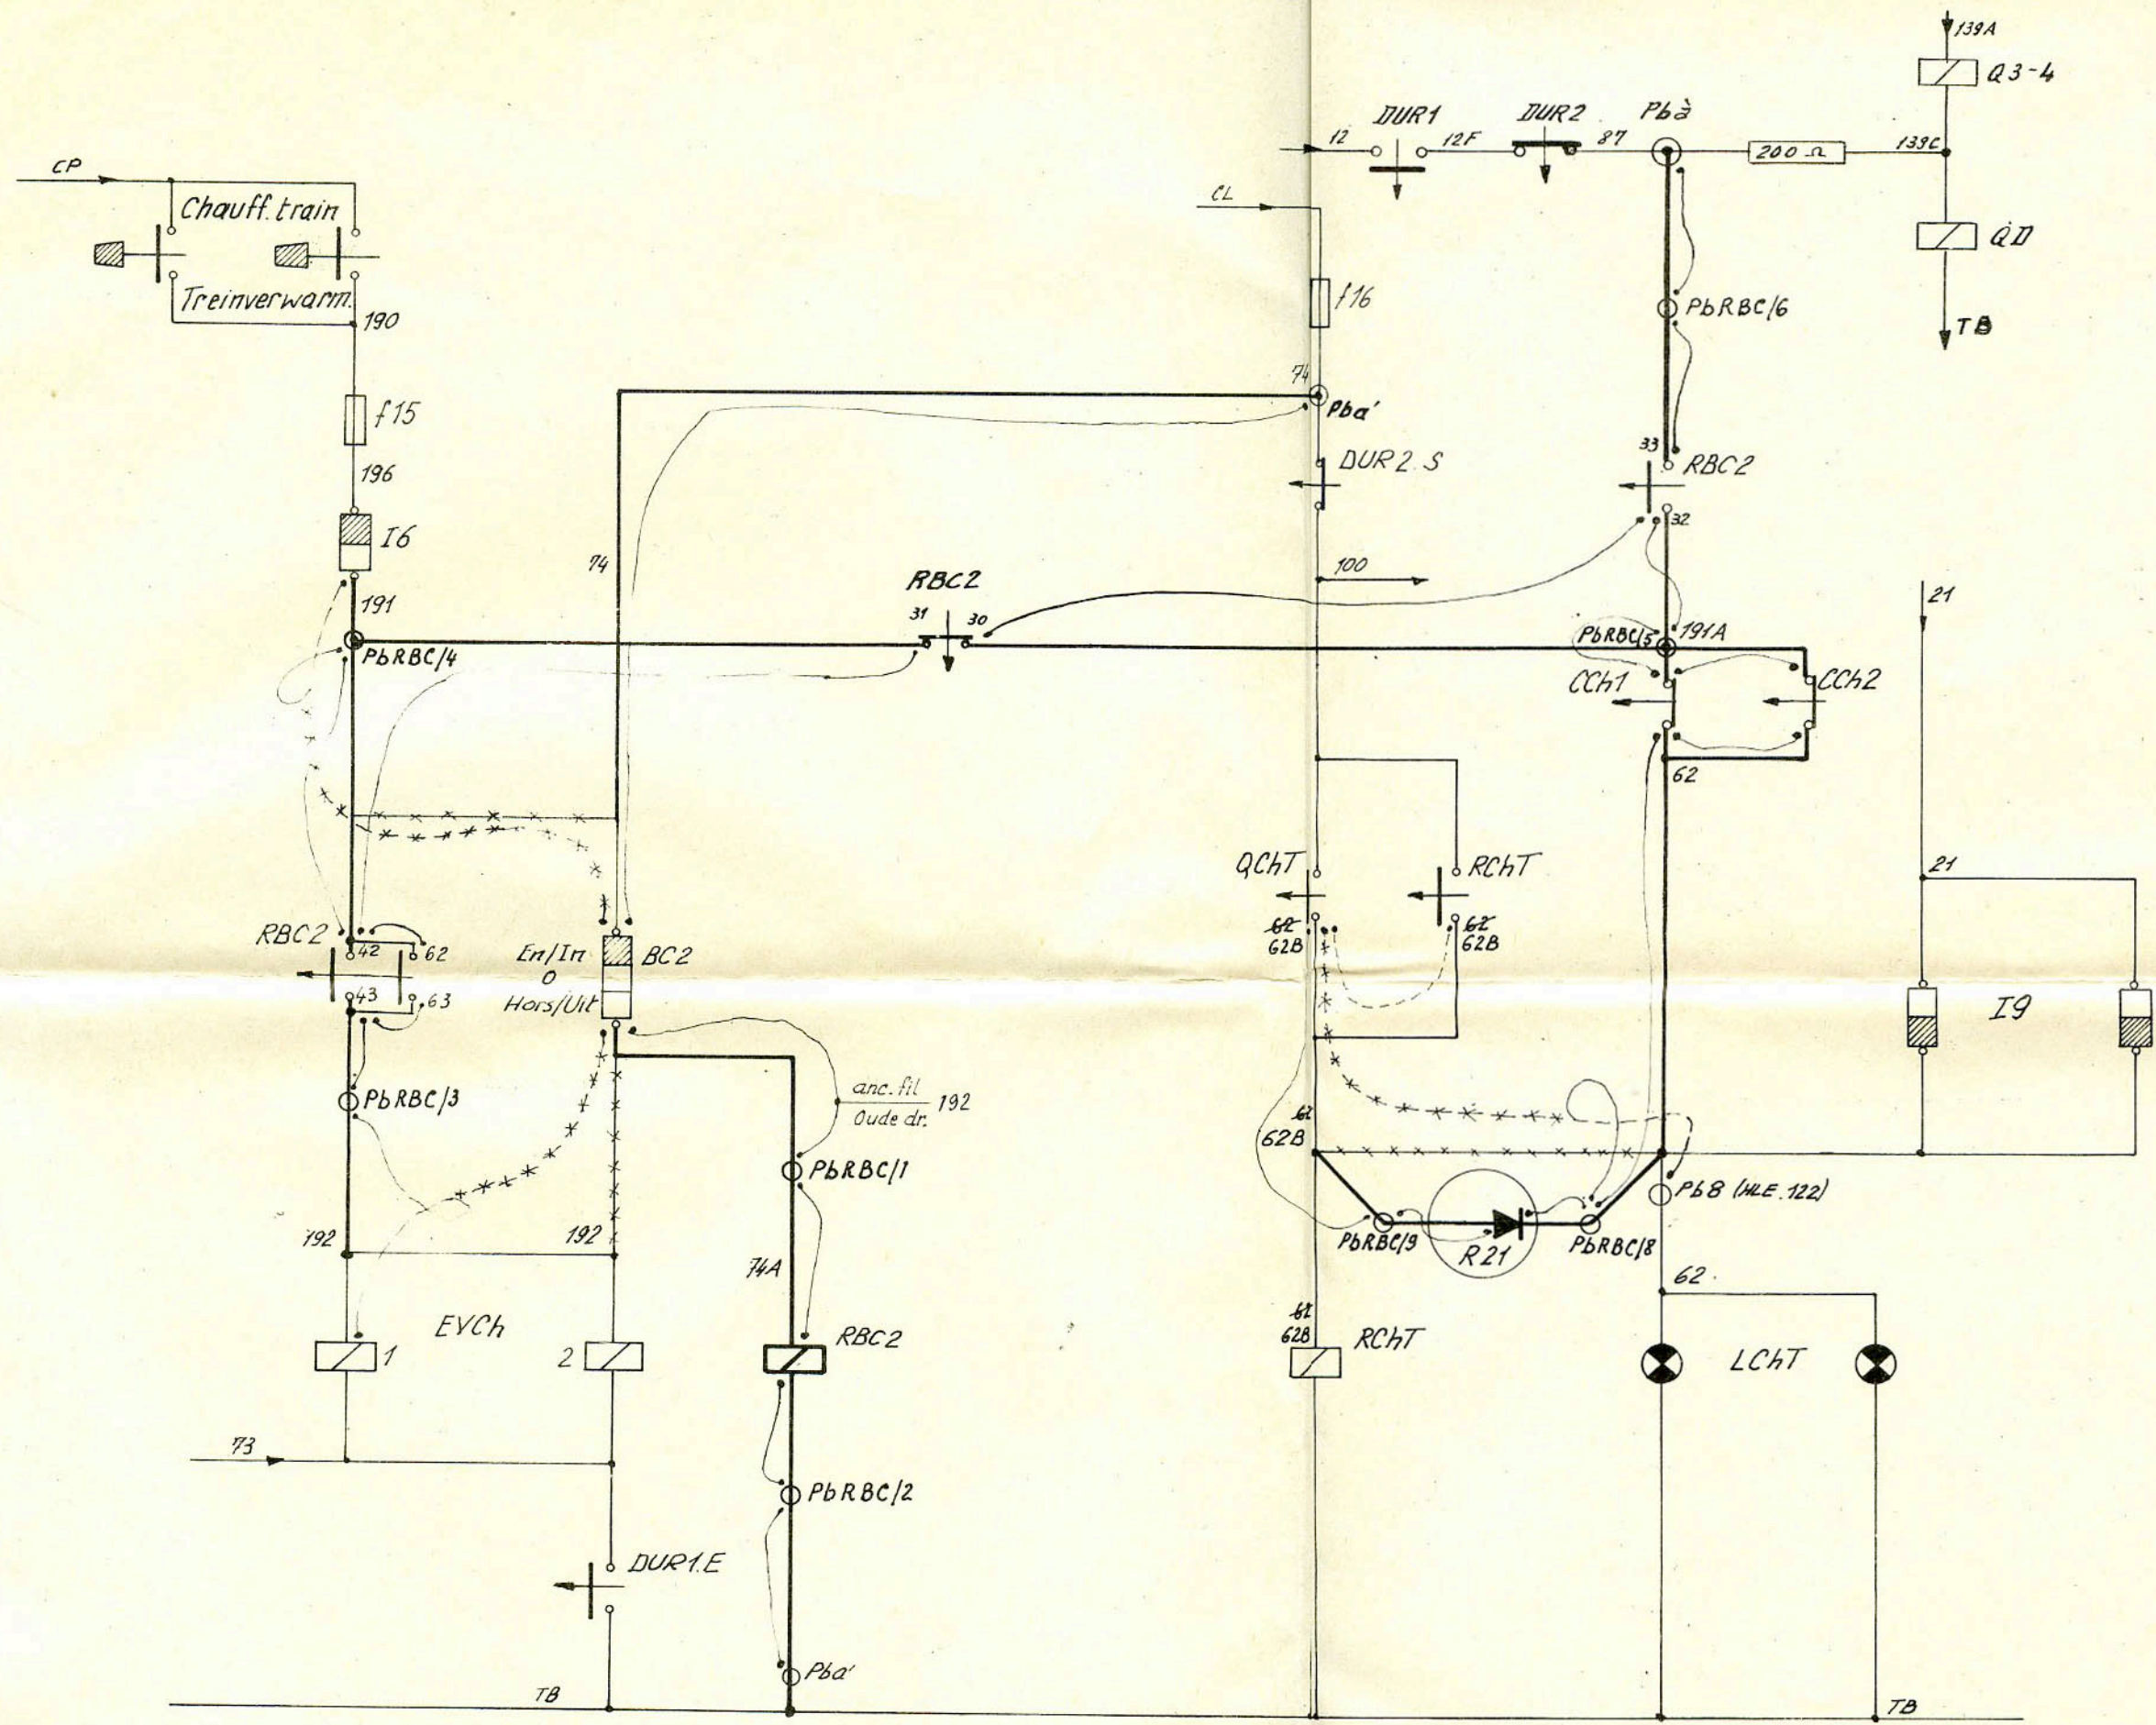 139A
Q3-4
DUR1
DUR2
Pbà
12
12F
87
200 Ω
139C
CP
Chauff. train
CL
QD
Treinverwarm.
190
f16
PbRBC/6
TB
f15
74
Pba'
196
33
RBC2
DUR2.S
I6
32
74
100
RBC2
191
31
30
21
PbRBC/4
PbRBC/5
191A
CCh1
CCh2
62
QChT
RChT
21
62
62B
62
62B
RBC2
42
62
En/In
0
Hors/Uit
BC2
43
63
I9
PbRBC/3
anc. fil
Oude dr.
192
62
62B
PbRBC/1
Pb8 (HLE.122)
192
192
PbRBC/9
R21
PbRBC/8
74A
62
EVCh
62
62B
RBC2
RChT
1
2
LChT
73
PbRBC/2
DUR1.E
Pba'
TB
TB